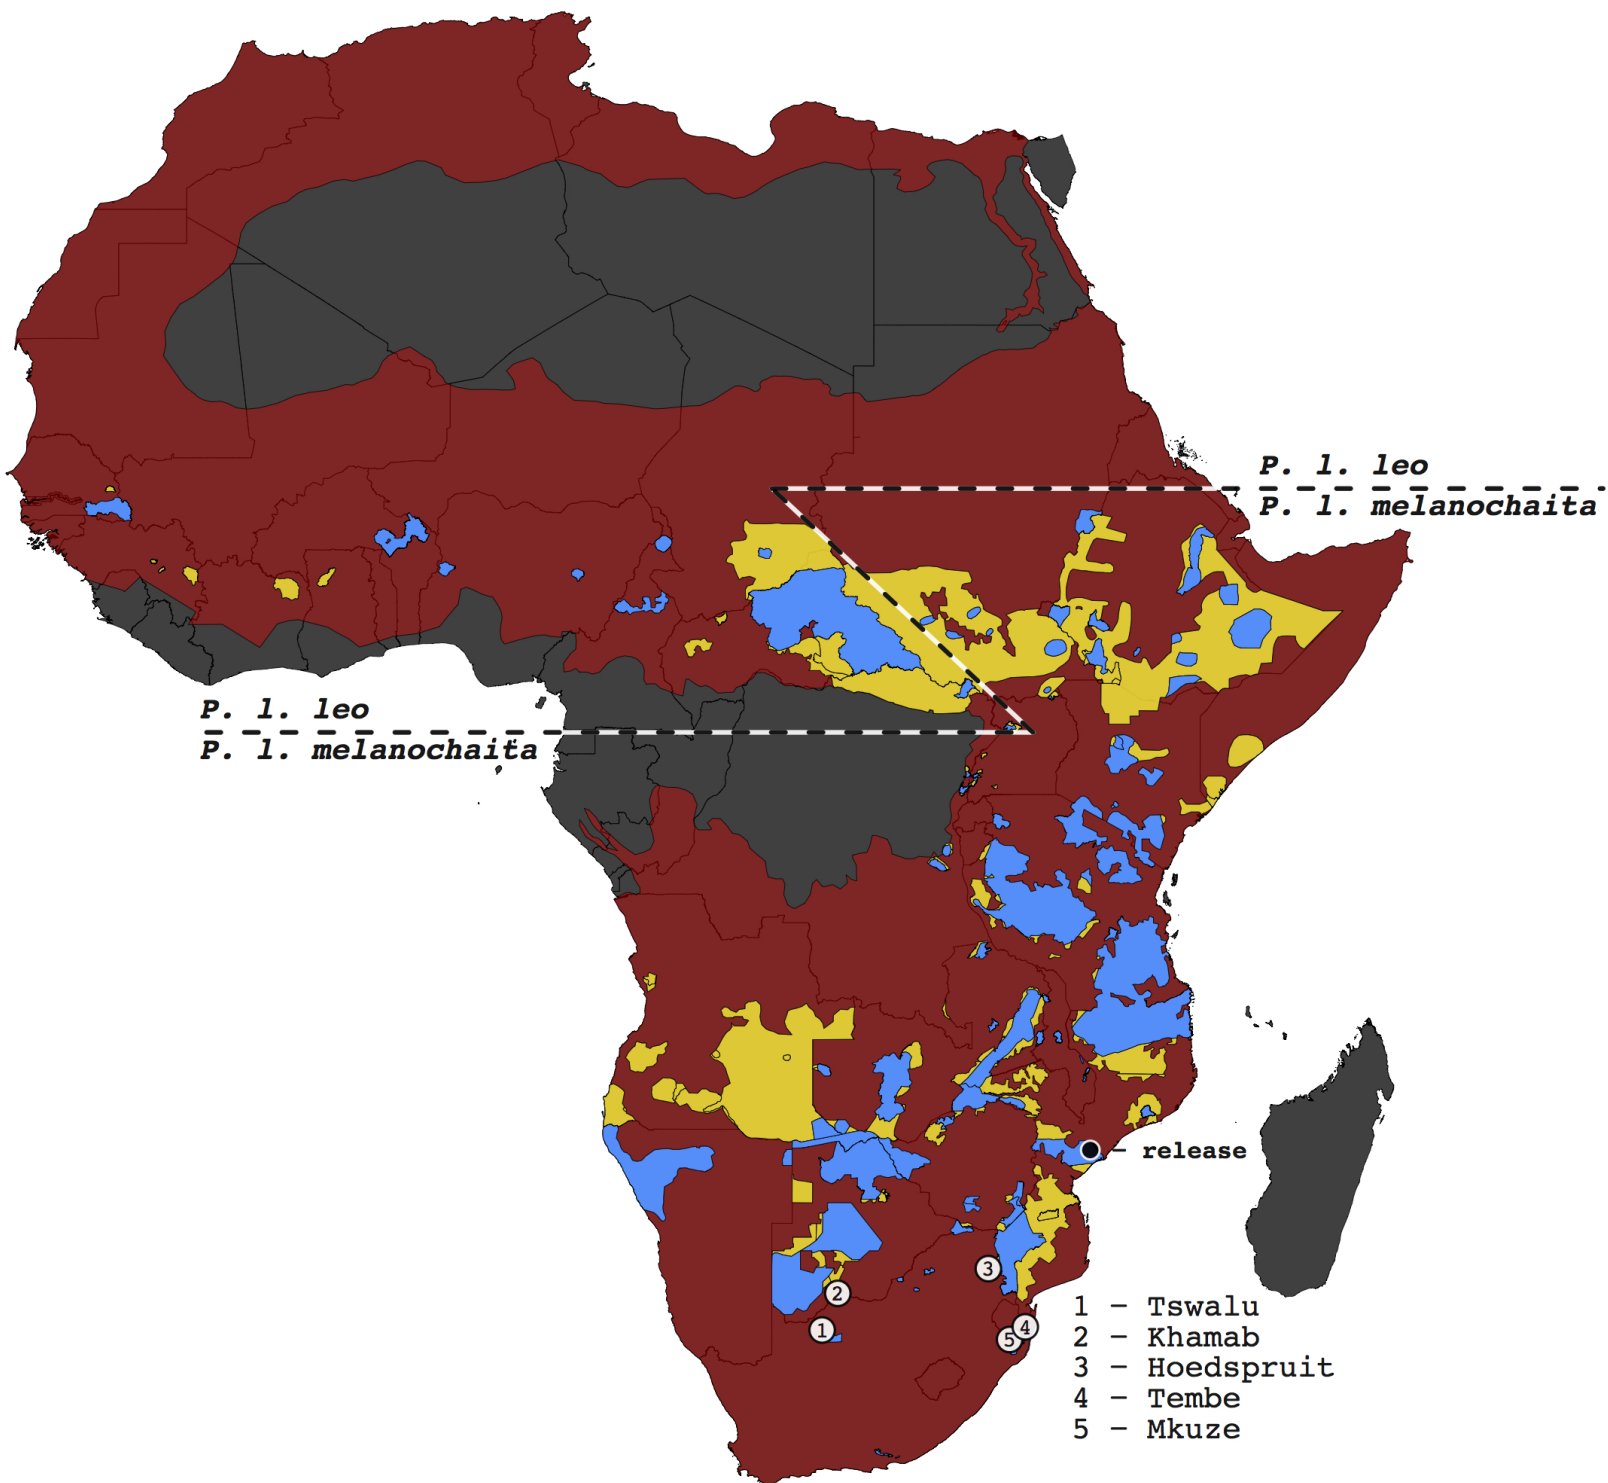 P. l. leo
P. l. melanochaita
P. l. leo
P. l. melanochaita
release
3
2
1
4
5
1 – Tswalu
2 – Khamab
3 – Hoedspruit
4 – Tembe
5 – Mkuze